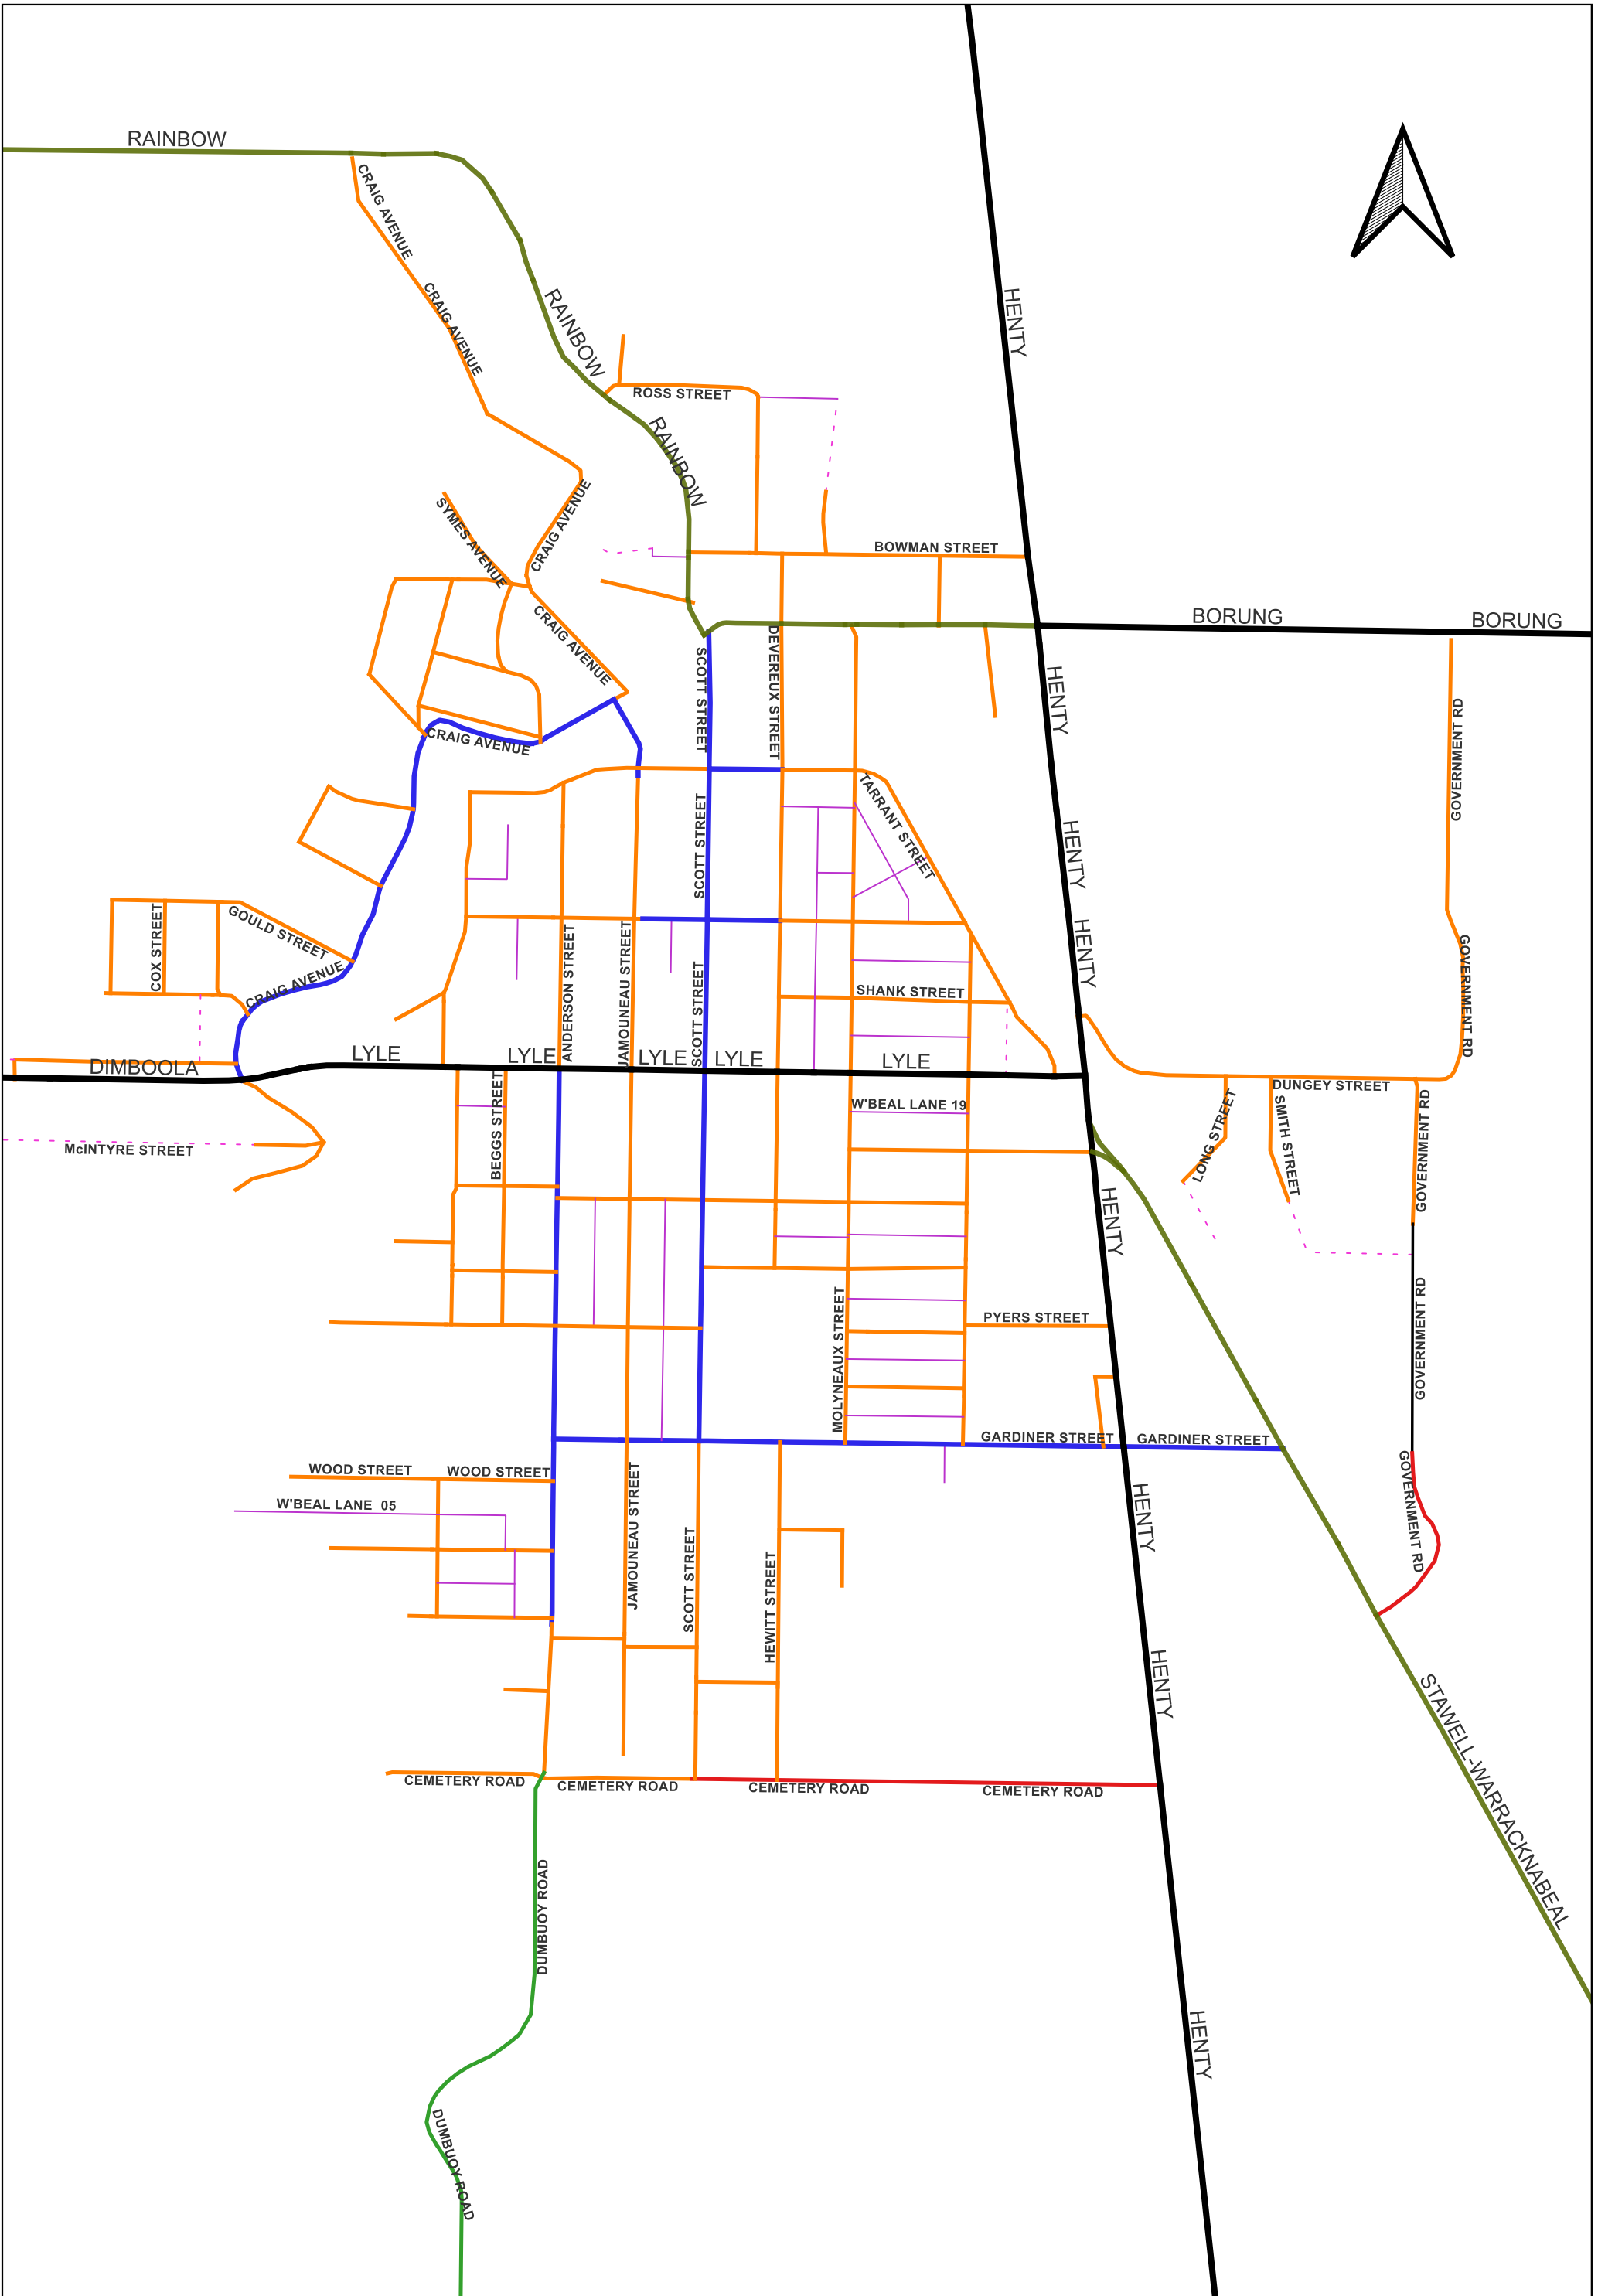 RAINBOW
CRAIG AVENUE
CRAIG AVENUE
RAINBOW
HENTY
ROSS STREET
RAINBOW
SYMES AVENUE
CRAIG AVENUE
BOWMAN STREET
CRAIG AVENUE
BORUNG
BORUNG
SCOTT STREET
DEVEREUX STREET
HENTY
GOVERNMENT RD
CRAIG AVENUE
TARRANT STREET
SCOTT STREET
HENTY
COX STREET
GOULD STREET
CRAIG AVENUE
ANDERSON STREET
JAMOUNEAU STREET
SCOTT STREET
SHANK STREET
HENTY
GOVERNMENT RD
DIMBOOLA
LYLE
LYLE
LYLE
LYLE
LYLE
DUNGEY STREET
McINTYRE STREET
BEGGS STREET
W'BEAL LANE 19
LONG STREET
SMITH STREET
GOVERNMENT RD
HENTY
MOLYNEAUX STREET
PYERS STREET
GOVERNMENT RD
GARDINER STREET
GARDINER STREET
WOOD STREET
WOOD STREET
W'BEAL LANE 05
JAMOUNEAU STREET
SCOTT STREET
HEWITT STREET
HENTY
GOVERNMENT RD
HENTY
STAWELL-WARRACKNABEAL
CEMETERY ROAD
CEMETERY ROAD
CEMETERY ROAD
CEMETERY ROAD
DUMBUOY ROAD
HENTY
DUMBUOY ROAD